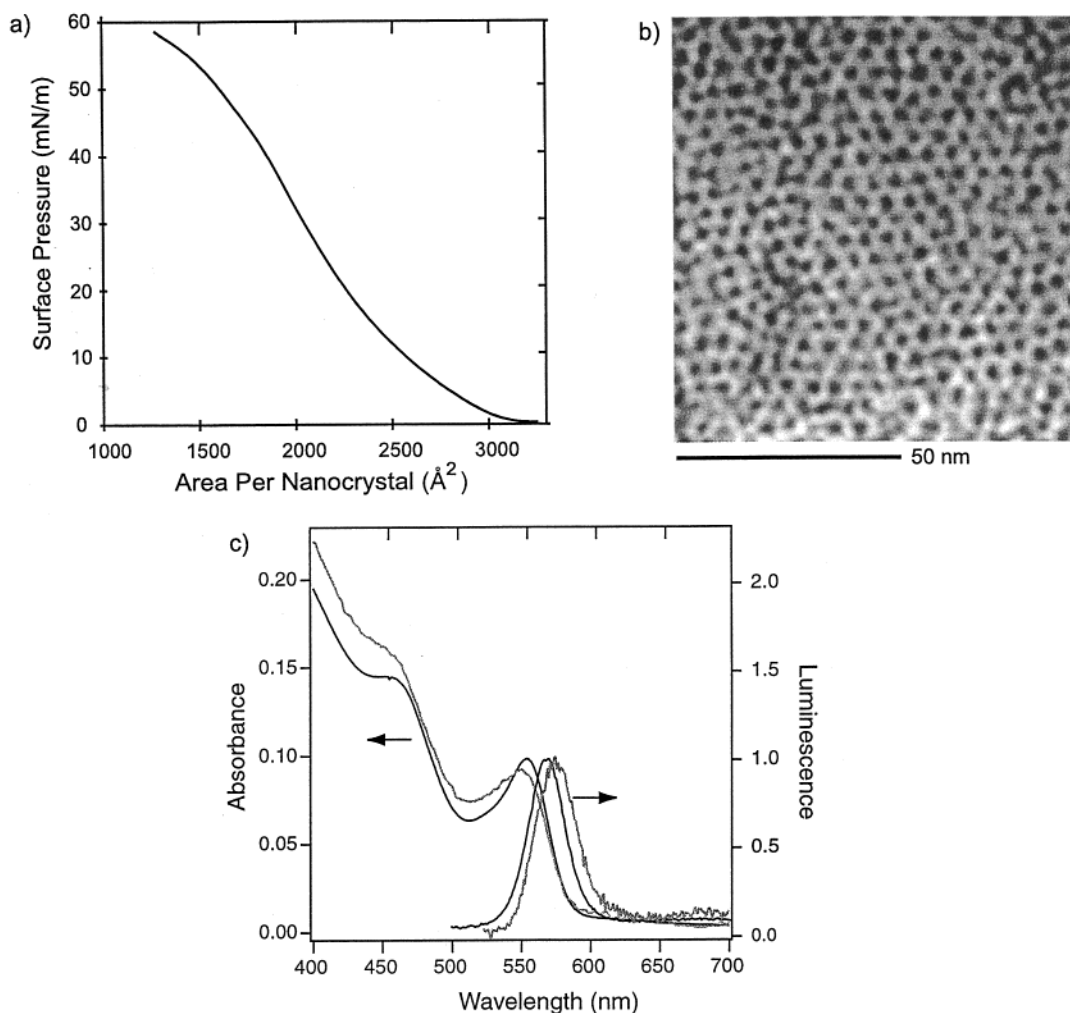 a)
60
50
40
30
20
10
0
Surface Pressure (mN/m)
1000 1500 2000 2500 3000
Area Per Nanocrystal (Å²)
b)
50 nm
c)
0.20
0.15
0.10
0.05
0.00
Absorbance
2.0
1.5
1.0
0.5
0.0
Luminescence
400 450 500 550 600 650 700
Wavelength (nm)